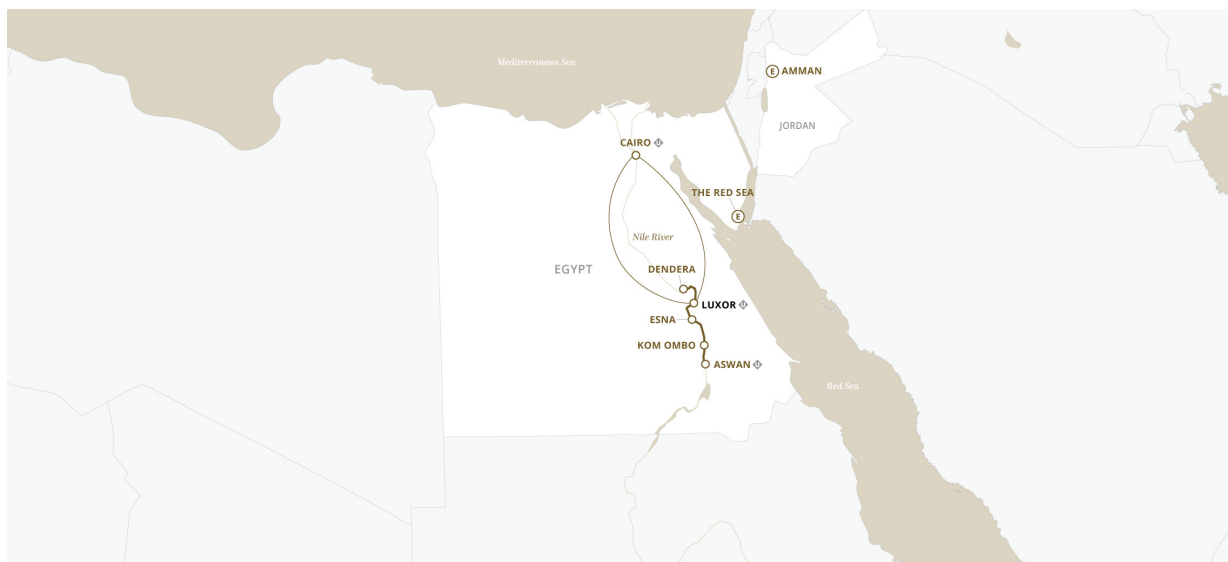 Mediterranean Sea
E AMMAN
JORDAN
CAIRO
THE RED SEA
E
Nile River
EGYPT
DENDERA
LUXOR
ESNA
KOM OMBO
ASWAN
Red Sea